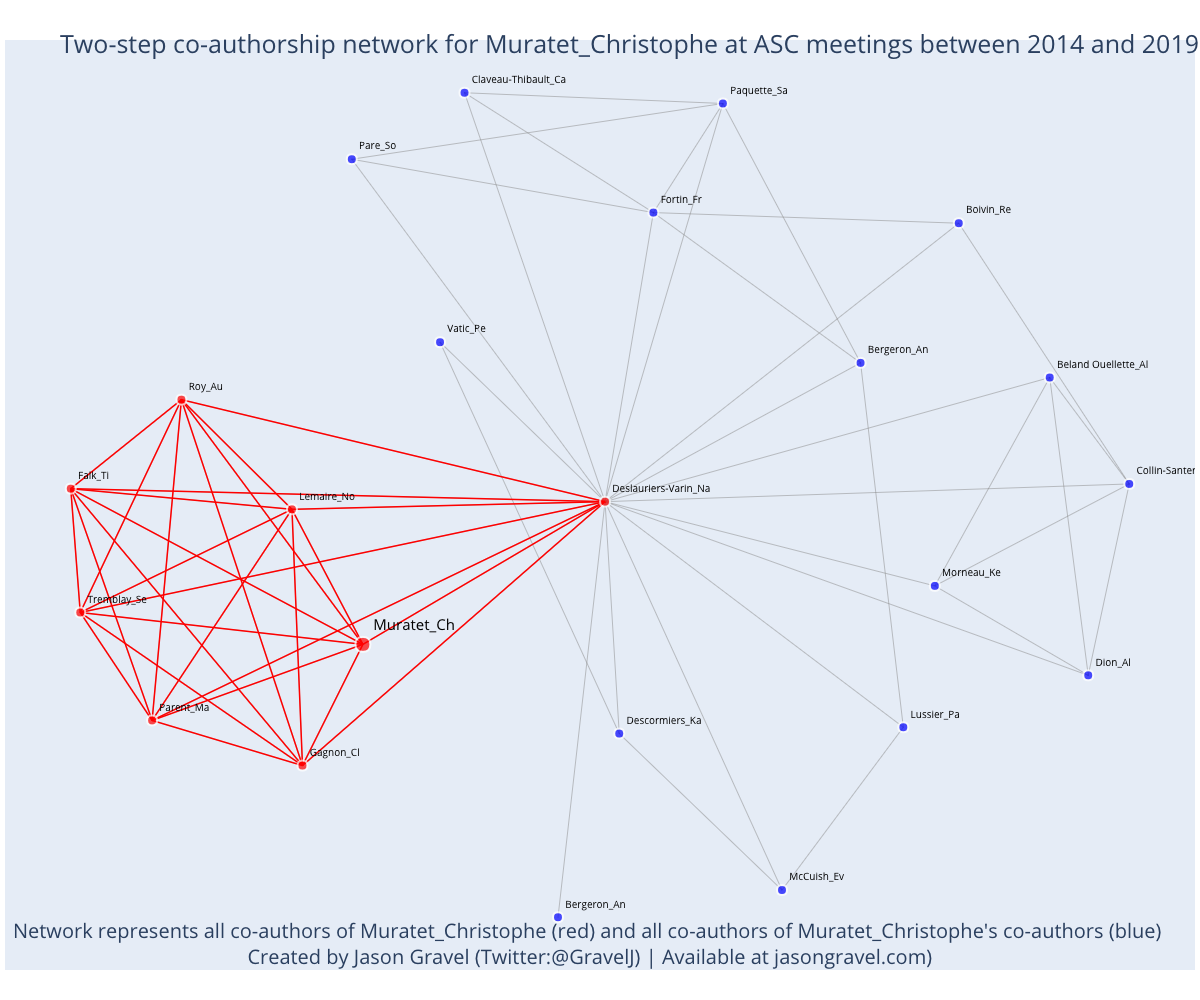 Two-step co-authorship network for Muratet_Christophe at ASC meetings between 2014 and 2019
Claveau-Thibault_Ca
Paquette_Sa
Pare_So
Fortin_Fr
Boivin_Re
Vatic_Pe
Bergeron_An
Beland Ouellette_Al
Roy_Au
Falk_Ti
Collin-Santer
Lemaire_No
Deslauriers-Varin_Na
Morneau_Ke
Tremblay_Se
Muratet_Ch
Dion_Al
Parent_Ma
Lussier_Pa
Descormiers_Ka
Gagnon_Cl
McCuish_Ev
Bergeron_An
Network represents all co-authors of Muratet_Christophe (red) and all co-authors of Muratet_Christophe's co-authors (blue)
Created by Jason Gravel (Twitter:@GravelJ) | Available at jasongravel.com)